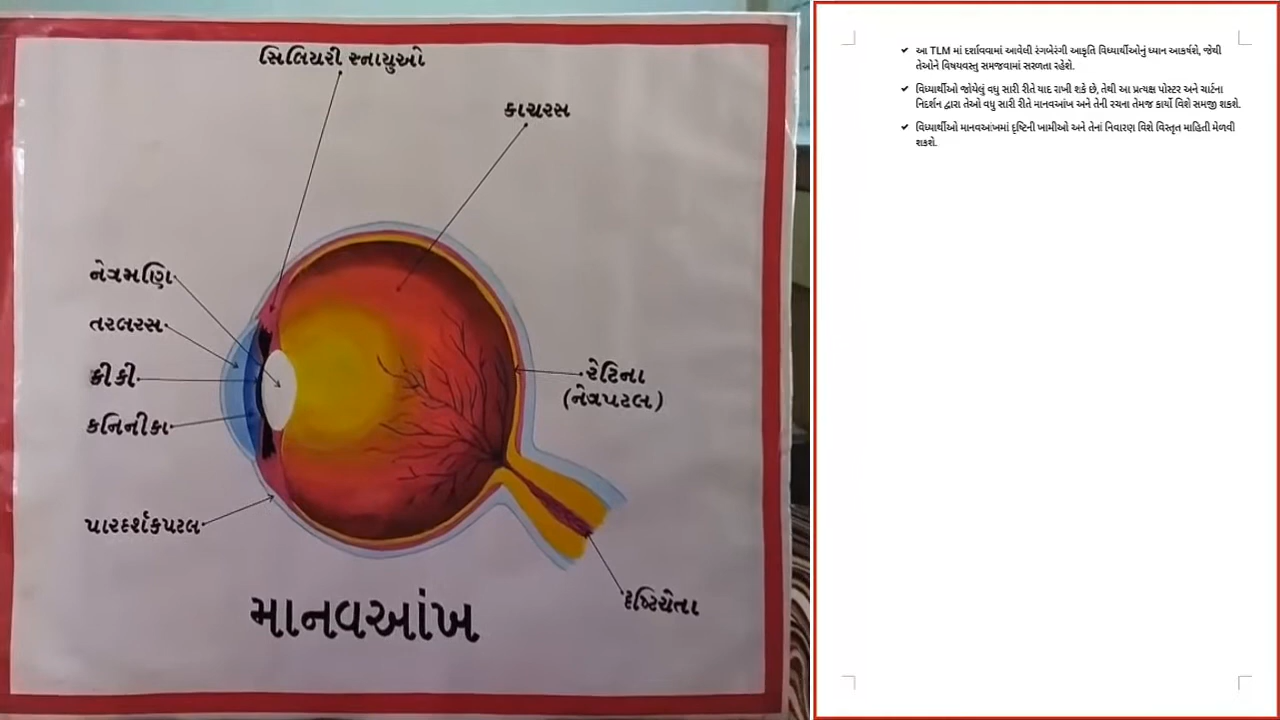 સિલિયરી સ્નાયુઓ
કાચરસ
નેત્રમણિ
તરલરસ
કીકી
કનિનીકા
રેટિના
(નેત્રપટલ)
પારદર્શકપટલ
દ્રષ્ટિચેતા
માનવઆંખ
✓ આ TLM માં દર્શાવવામાં આવેલી રંગબેરંગી આકૃતિ વિધ્યાર્થીઓનું ધ્યાન આકર્ષશે, જેથી
તેઓને વિષયવસ્તુ સમજવામાં સરળતા રહેશે.
✓ વિધ્યાર્થીઓ જોયેલું વધુ સારી રીતે યાદ રાખી શકે છે, તેથી આ પ્રત્યક્ષ પોસ્ટર અને ચાર્ટના
નિદર્શન દ્વારા તેઓ વધુ સારી રીતે માનવઆંખ અને તેની રચના તેમજ કાર્યો વિશે સમજી શકશે.
✓ વિધ્યાર્થીઓ માનવઆંખમાં દૃષ્ટિની ખામીઓ અને તેનાં નિવારણ વિશે વિસ્તૃત માહિતી મેળવી
શકશે.